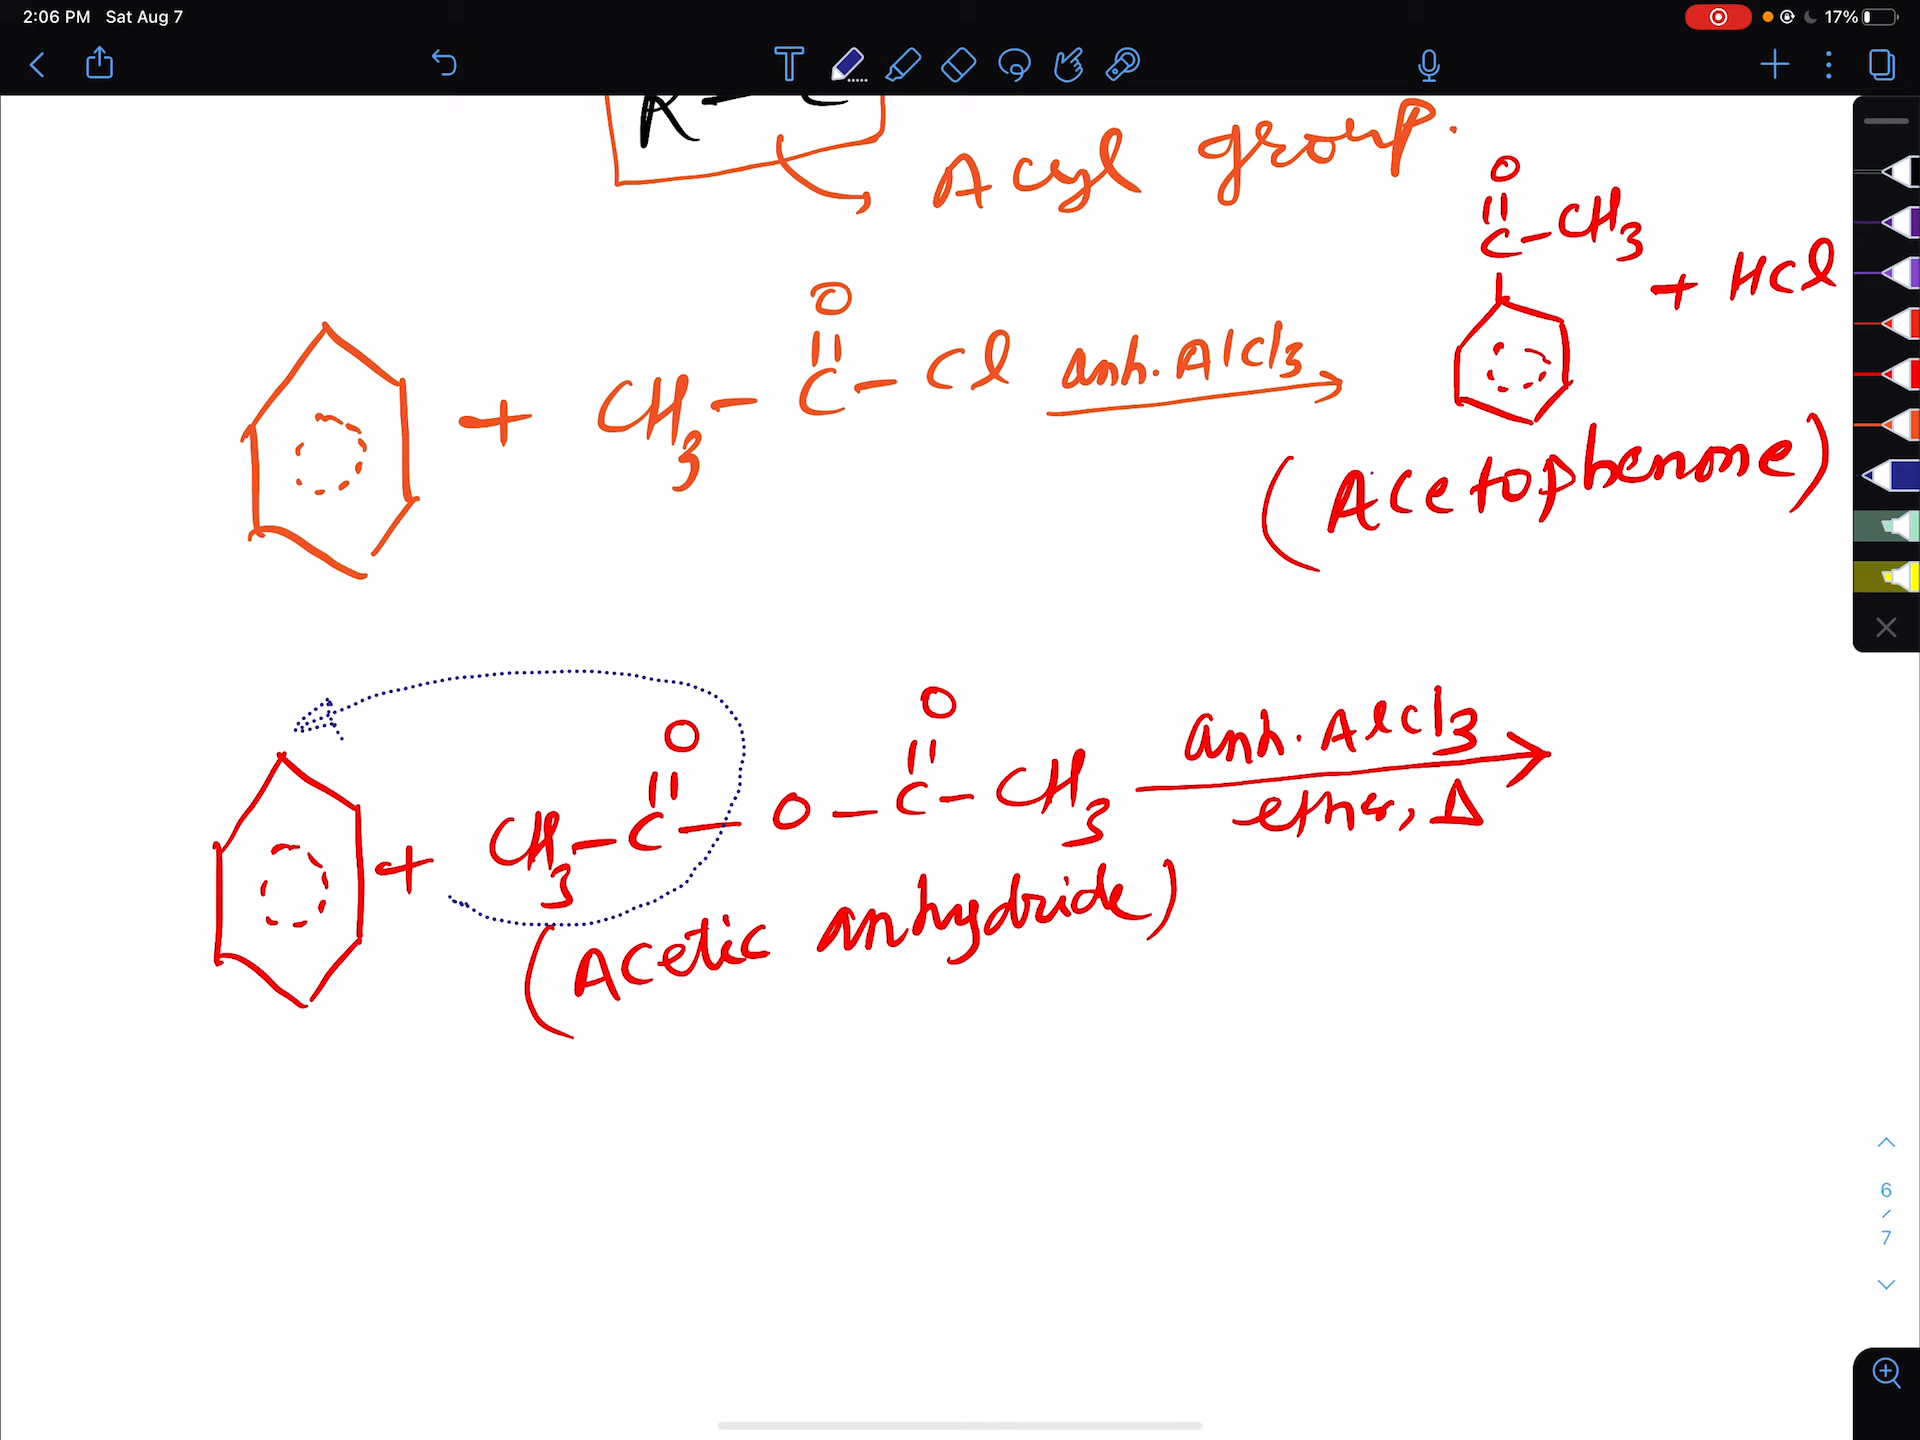 2:06 PM Sat Aug 7
17%
T
R - C
Acyl group.
O
C - CH3
+ HCl
O
CH3 - C - Cl
+
anh. AlCl3
(Acetophenone)
O
O
+ CH3 - C - O - C - CH3
anh. AlCl3
ether, Δ
(Acetic anhydride)
6
/
7